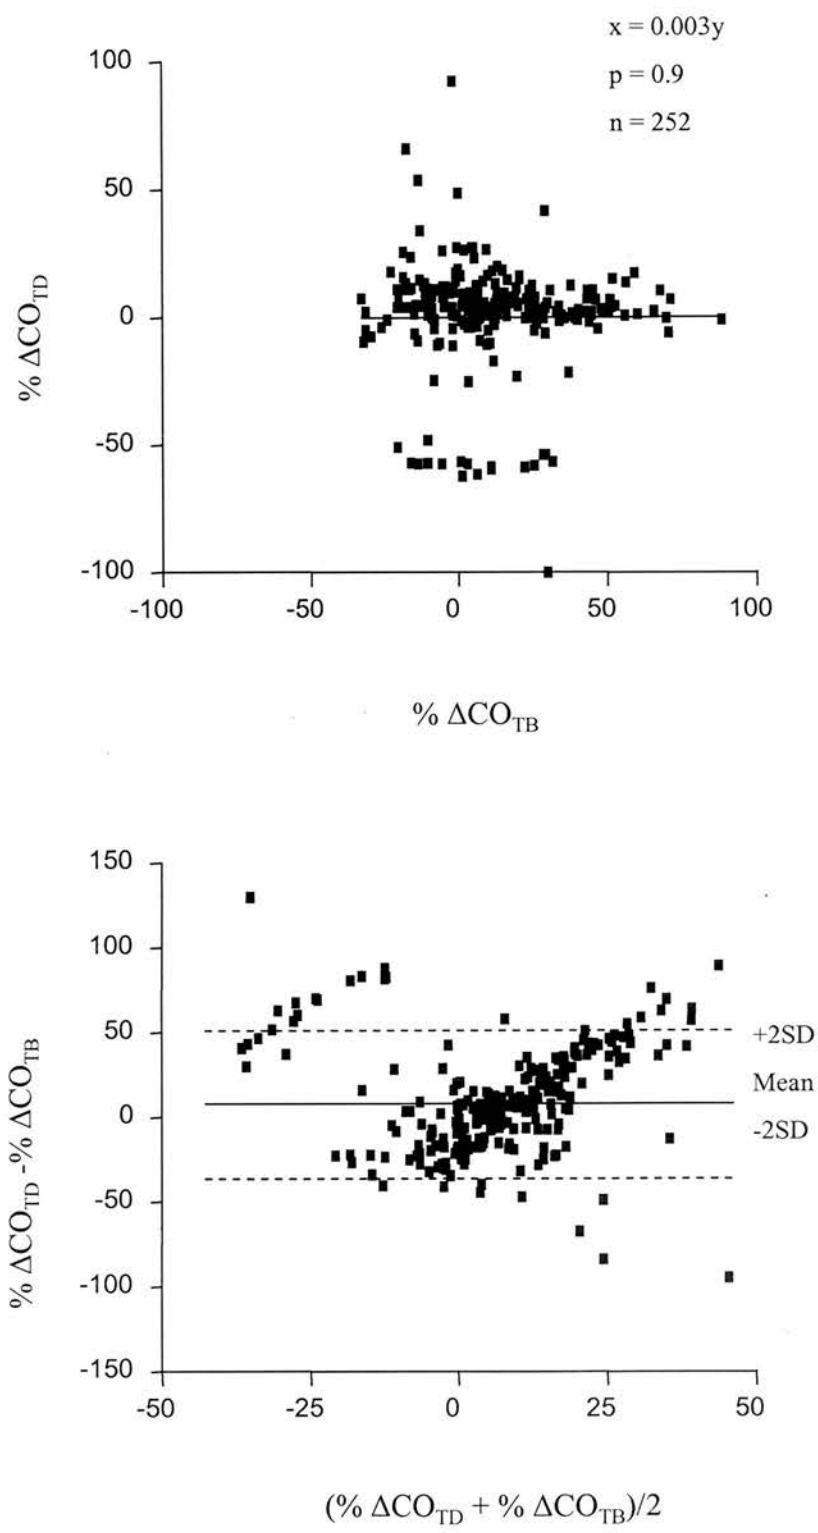 x = 0.003y
p = 0.9
n = 252
100
50
0
-50
-100
% ΔCO_TD
-100 -50 0 50 100
% ΔCO_TB
150
100
50
0
-50
-100
-150
% ΔCO_TD -% ΔCO_TB
+2SD
Mean
-2SD
-50 -25 0 25 50
(% ΔCO_TD + % ΔCO_TB)/2